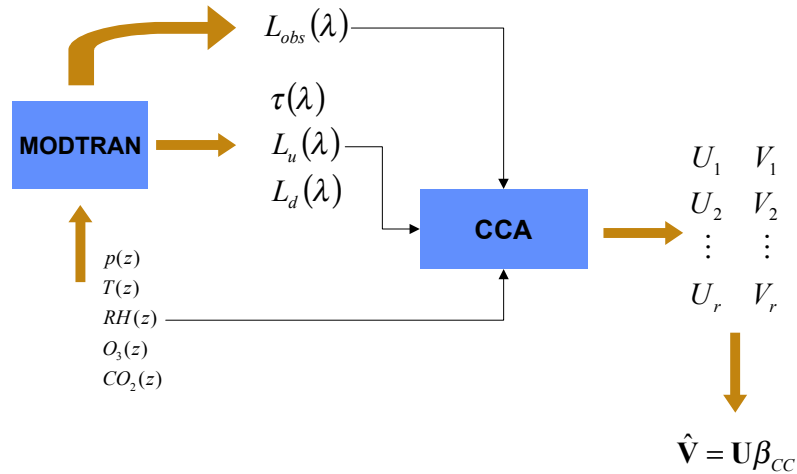 L_obs(λ)
MODTRAN
τ(λ)
L_u(λ)
L_d(λ)
p(z)
T(z)
RH(z)
O_3(z)
CO_2(z)
CCA
U_1 V_1
U_2 V_2
⋮ ⋮
U_r V_r
V̂ = Uβ_CC